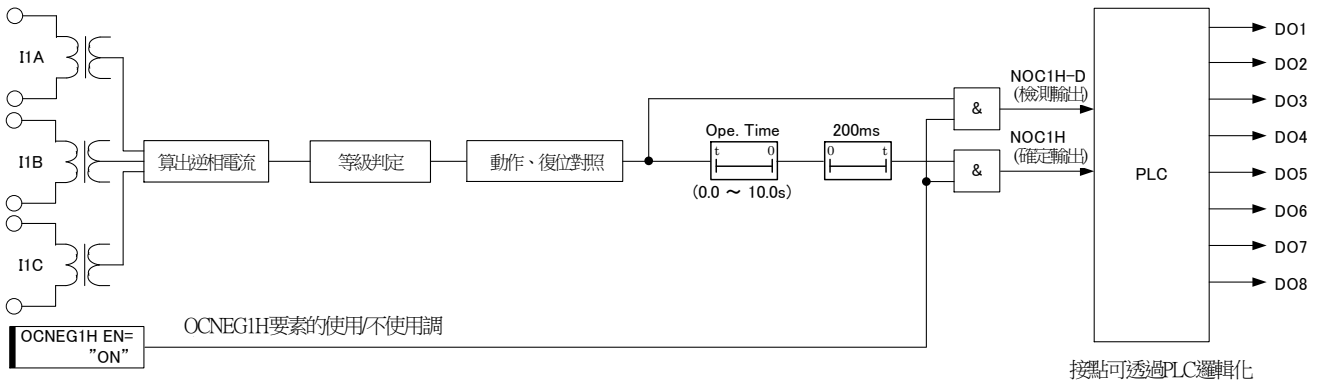 I1A
I1B
I1C
算出逆相電流
等級判定
動作、復位對照
Ope. Time
t 0
(0.0 ～ 10.0s)
200ms
0 t
&
&
NOC1H-D
(檢測輸出)
NOC1H
(確定輸出)
PLC
DO1
DO2
DO3
DO4
DO5
DO6
DO7
DO8
OCNEG1H EN=
"ON"
OCNEG1H要素的使用/不使用調
接點可透過PLC邏輯化